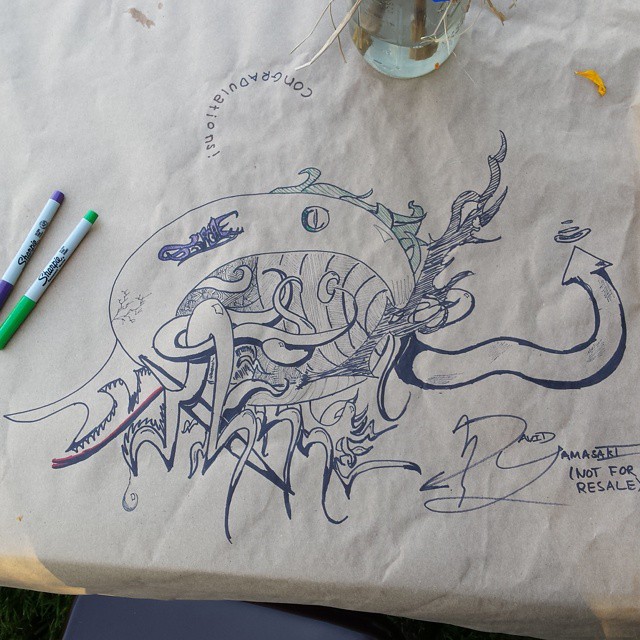 CONGRADULATIONS!
Sharpie
Sharpie
DAVID
YAMASAKI
(NOT FOR
RESALE)